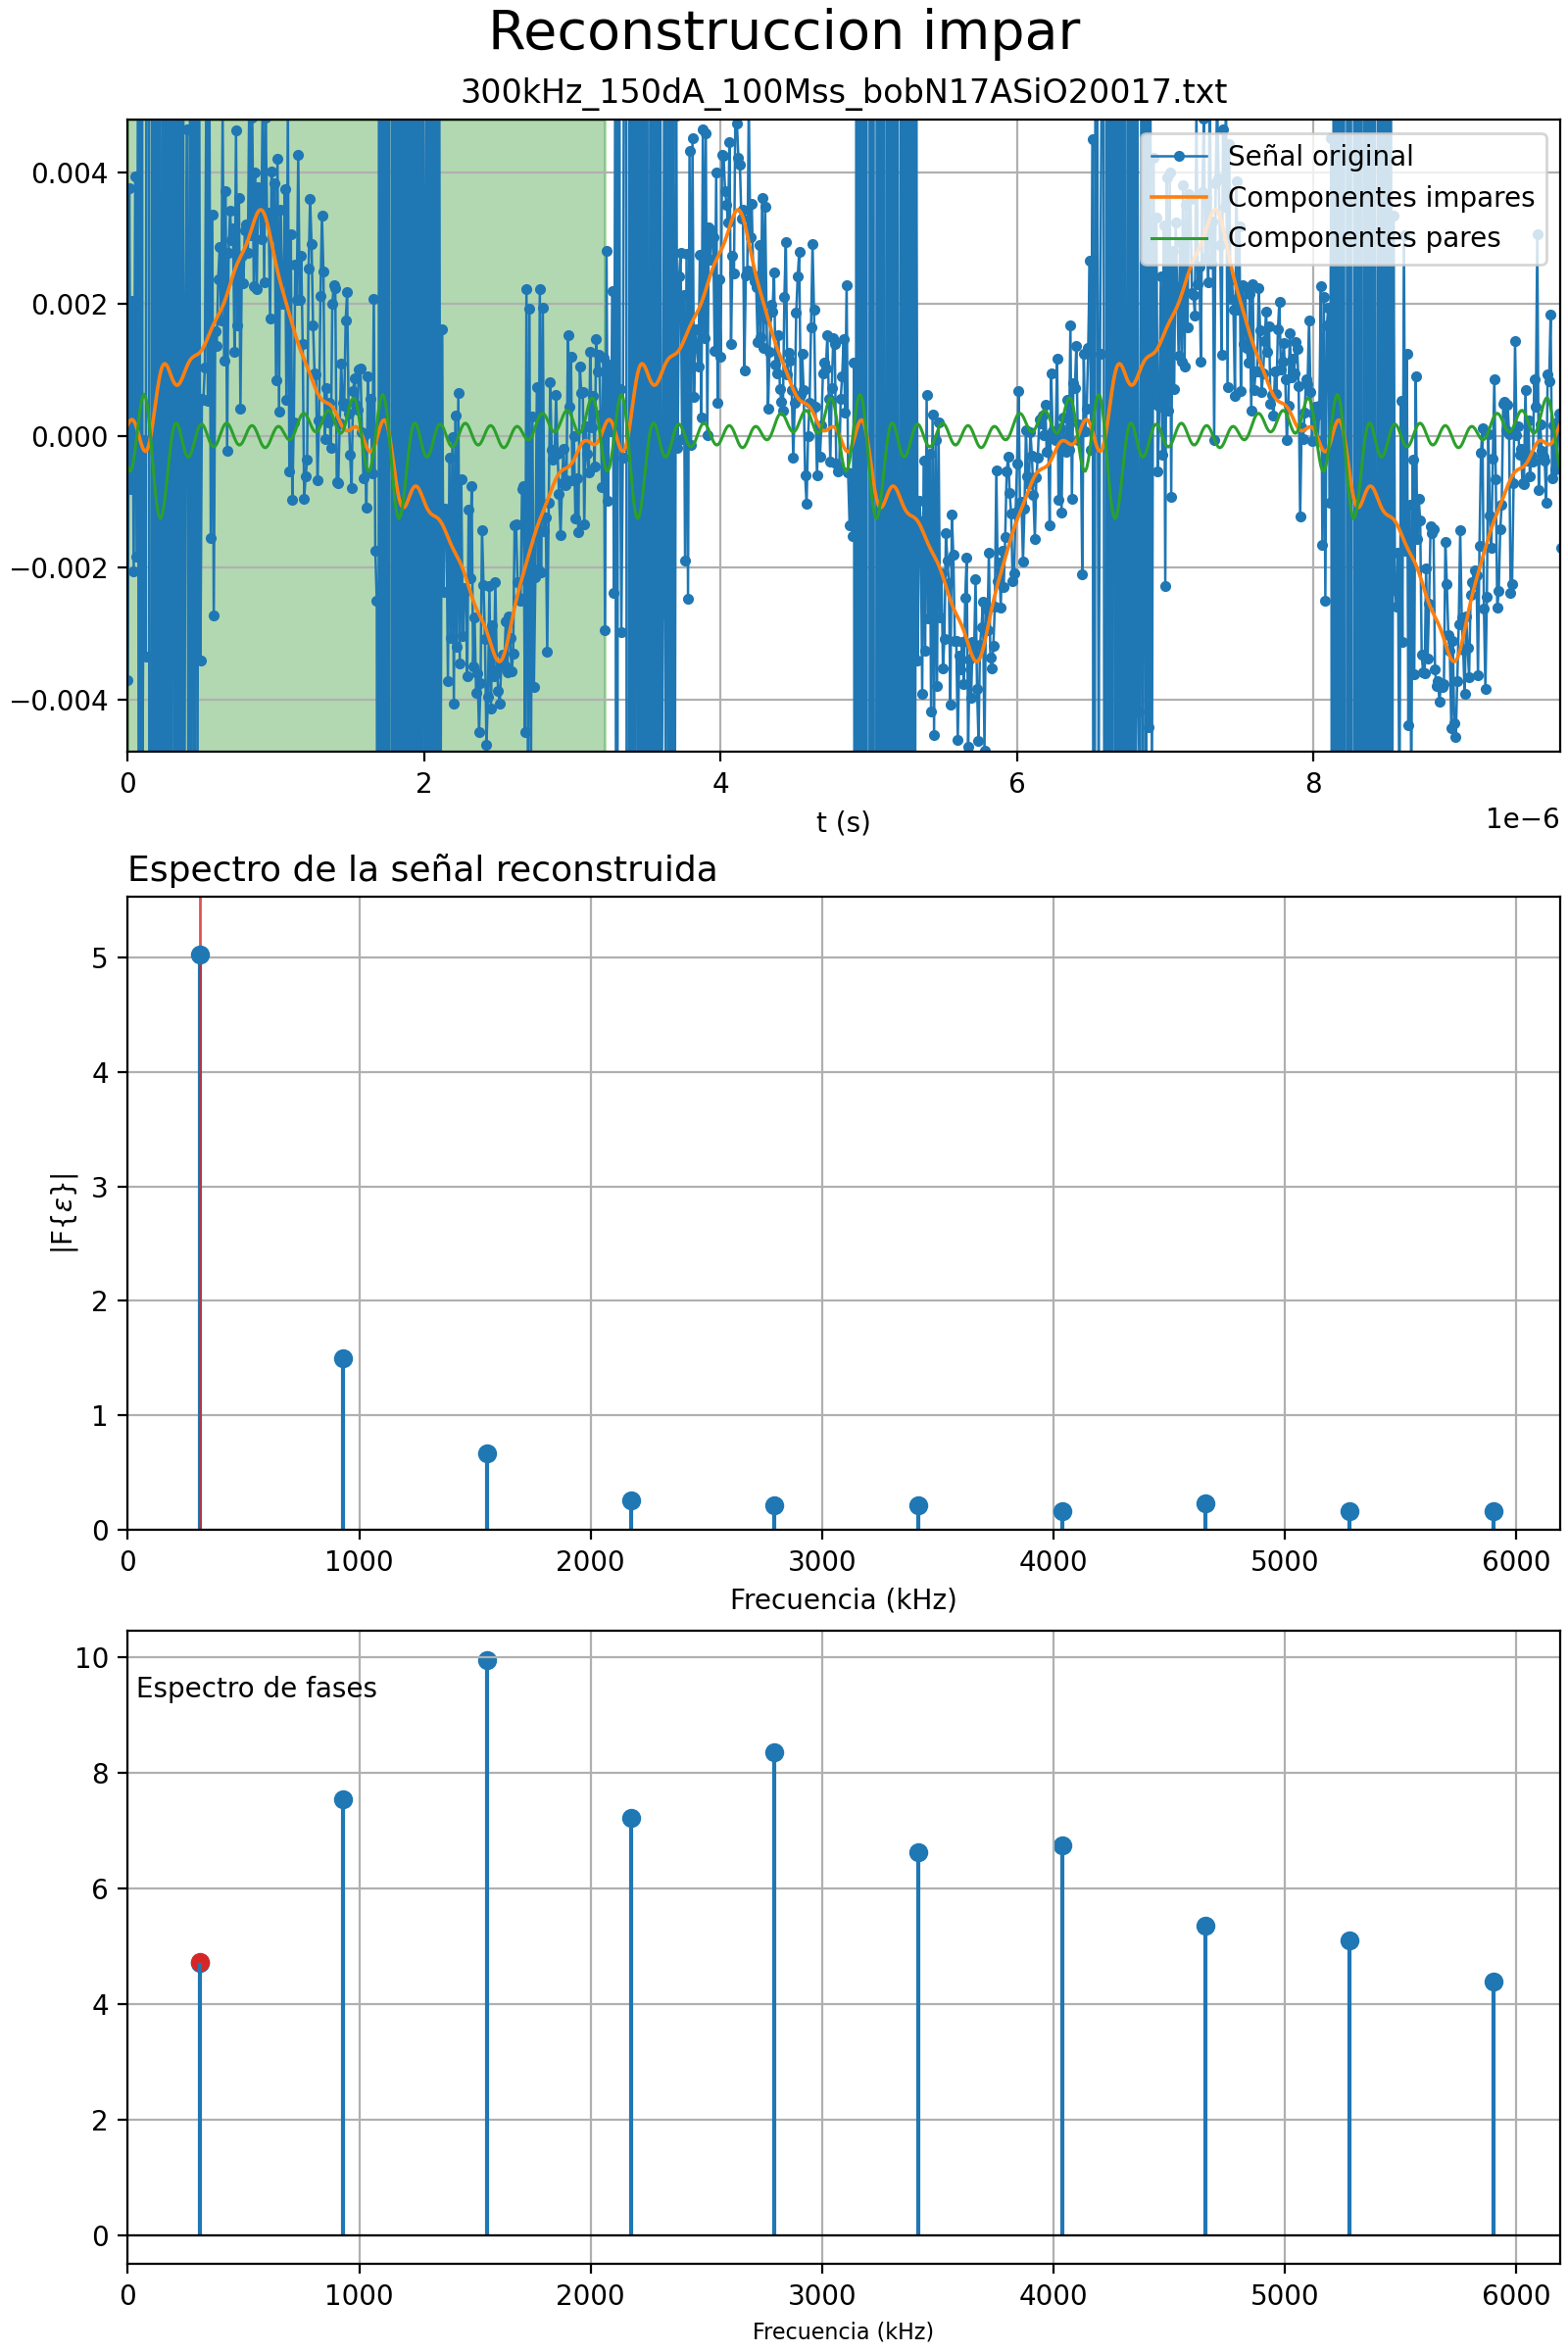 Reconstruccion impar
300kHz_150dA_100Mss_bobN17ASiO20017.txt
0.004
0.002
0.000
−0.002
−0.004
Señal original
Componentes impares
Componentes pares
0 2 4 6 8
1e−6
t (s)
Espectro de la señal reconstruida
5
4
3
2
1
0
|F{ε}|
0 1000 2000 3000 4000 5000 6000
Frecuencia (kHz)
10
8
6
4
2
0
Espectro de fases
0 1000 2000 3000 4000 5000 6000
Frecuencia (kHz)